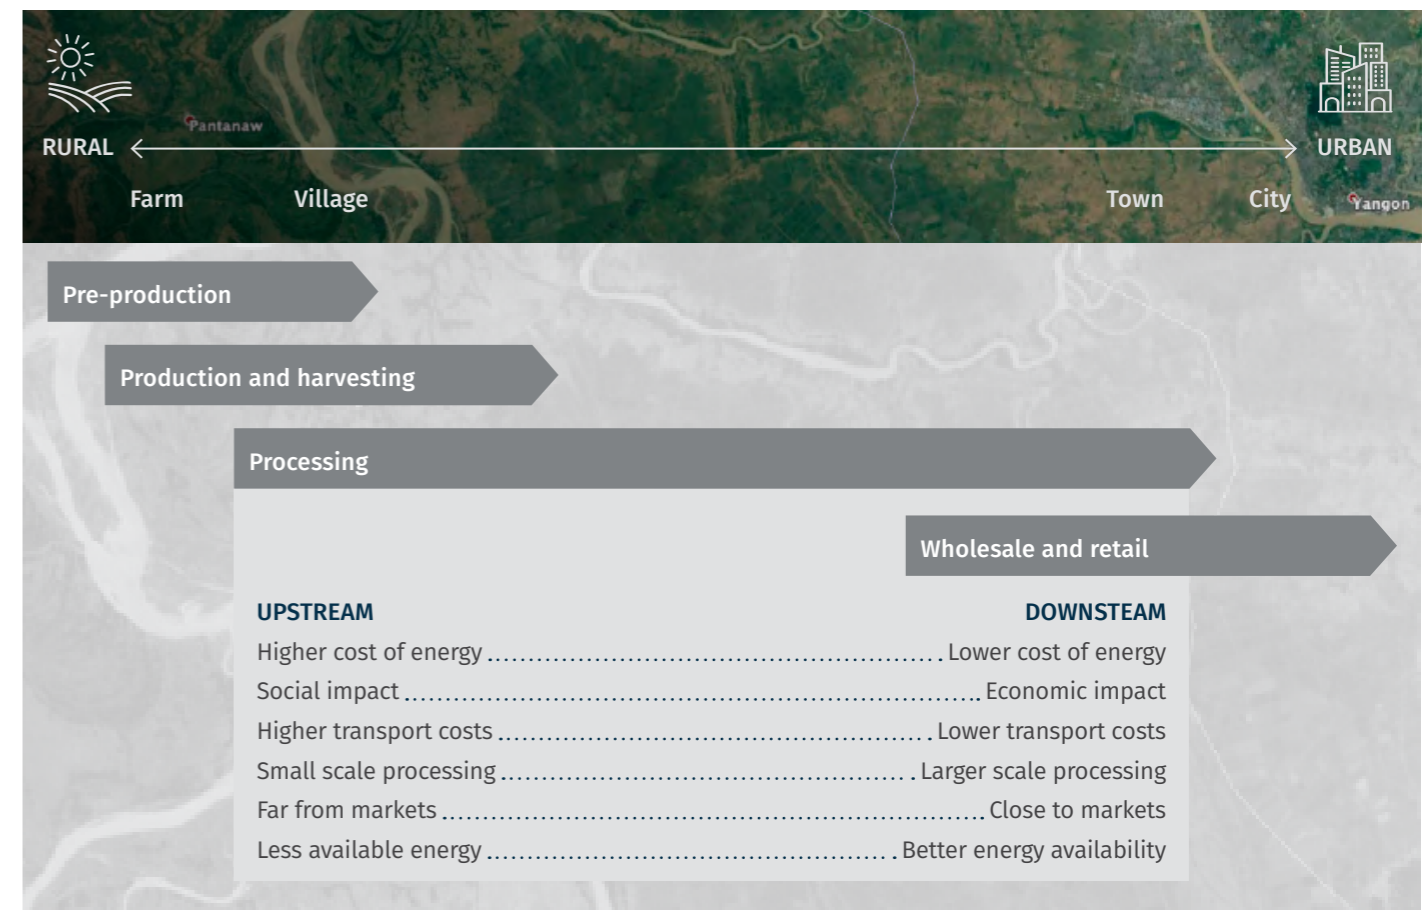 Pantanaw
RURAL
URBAN
Farm
Village
Town
City
Yangon
Pre-production
Production and harvesting
Processing
Wholesale and retail
UPSTREAM
DOWNSTEAM
Higher cost of energy ........................................................ Lower cost of energy
Social impact ...................................................................... Economic impact
Higher transport costs ..................................................... Lower transport costs
Small scale processing .................................................. Larger scale processing
Far from markets .................................................................. Close to markets
Less available energy .................................................. Better energy availability